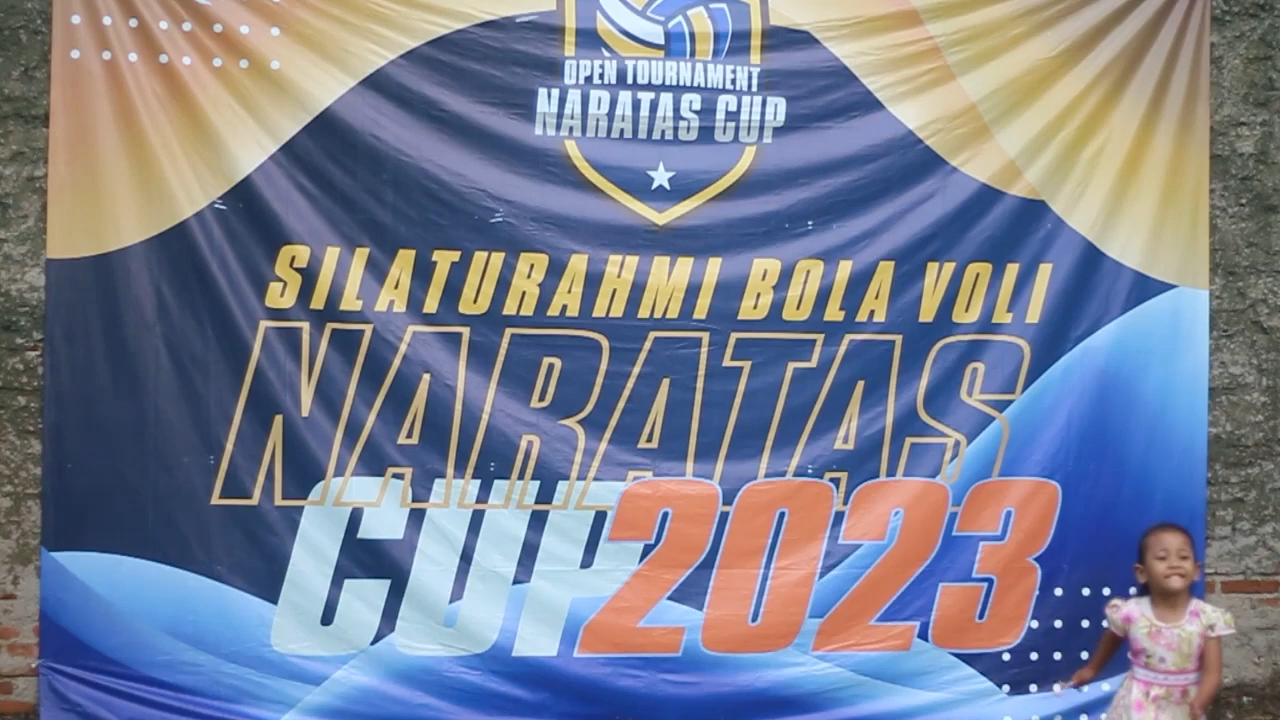 OPEN TOURNAMENT
NARATAS CUP
SILATURAHMI BOLA VOLI
NARATAS
CUP 2023